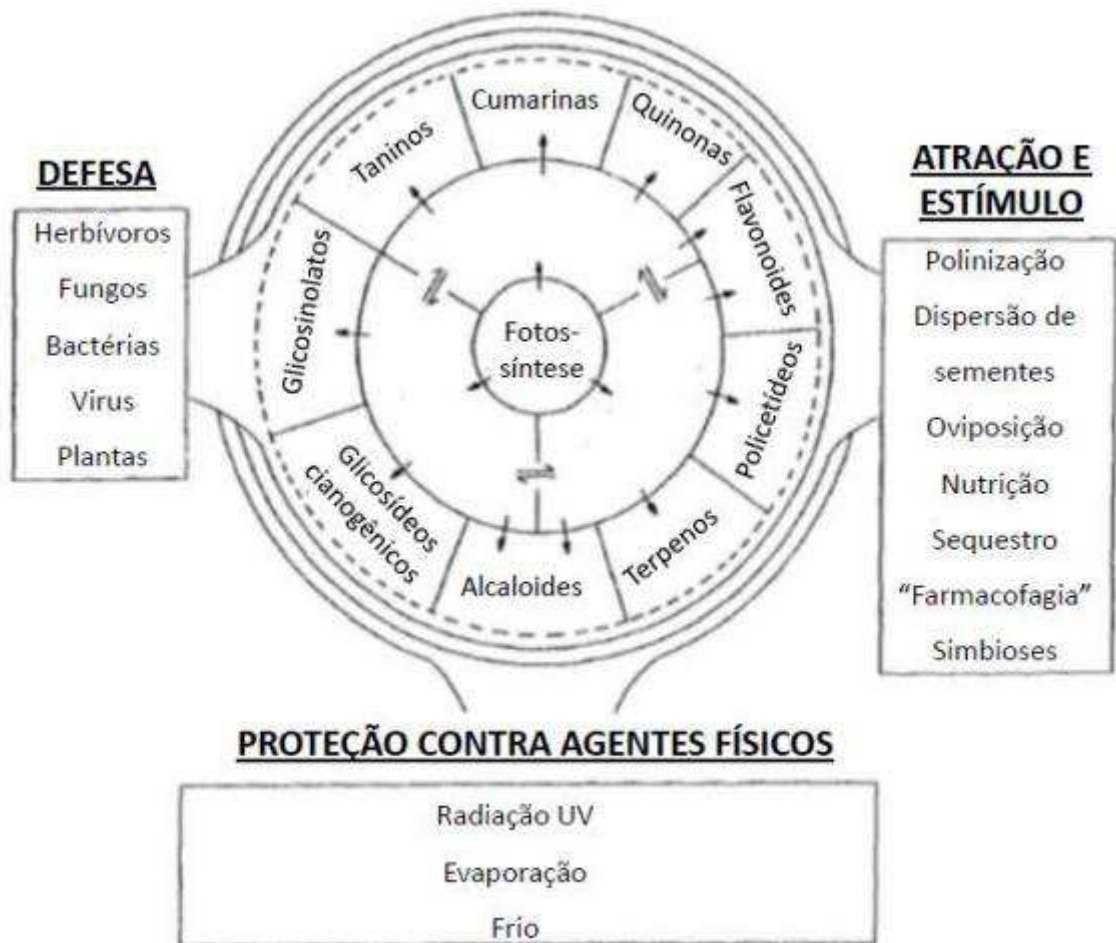 Cumarinas
Quinonas
Taninos
Flavonoides
Glicosinolatos
Fotos-
síntese
Policetídeos
Glicosídeos
cianogênicos
Alcaloides
Terpenos
DEFESA
Herbívoros
Fungos
Bactérias
Vírus
Plantas
ATRAÇÃO E
ESTÍMULO
Polinização
Dispersão de
sementes
Oviposição
Nutrição
Sequestro
“Farmacofagia”
Simbioses
PROTEÇÃO CONTRA AGENTES FÍSICOS
Radiação UV
Evaporação
Frio